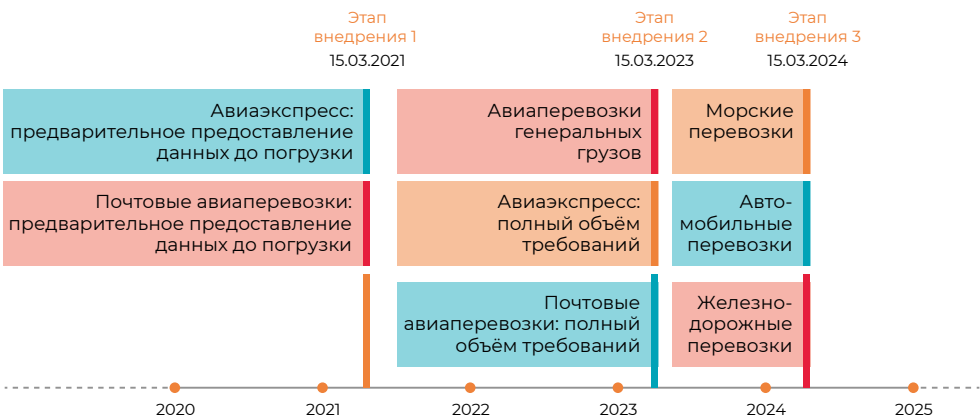 Этап
внедрения 1
15.03.2021
Этап
внедрения 2
15.03.2023
Этап
внедрения 3
15.03.2024
Авиаэкспресс:
предварительное предоставление
данных до погрузки
Авиаперевозки
генеральных
грузов
Морские
перевозки
Почтовые авиаперевозки:
предварительное предоставление
данных до погрузки
Авиаэкспресс:
полный объём
требований
Авто-
мобильные
перевозки
Почтовые
авиаперевозки: полный
объём требований
Железно-
дорожные
перевозки
2020
2021
2022
2023
2024
2025